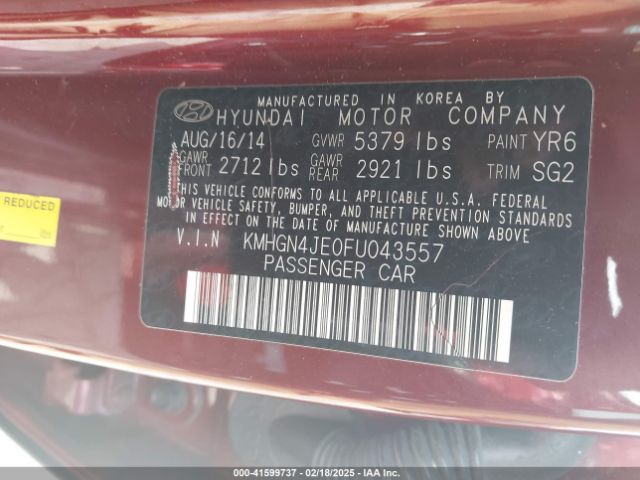 MANUFACTURED IN KOREA BY
HYUNDAI MOTOR COMPANY
AUG/16/14 GVWR 5379 lbs PAINT YR6
GAWR FRONT 2712 lbs GAWR REAR 2921 lbs TRIM SG2
THIS VEHICLE CONFORMS TO ALL APPLICABLE U.S.A. FEDERAL
MOTOR VEHICLE SAFETY, BUMPER, AND THEFT PREVENTION STANDARDS
IN EFFECT ON THE DATE OF MANUFACTURE SHOWN ABOVE
V.I.N KMHGN4JE0FU043557
PASSENGER CAR
REDUCED
00-41599737 - 02/18/2025 - IAA Inc.